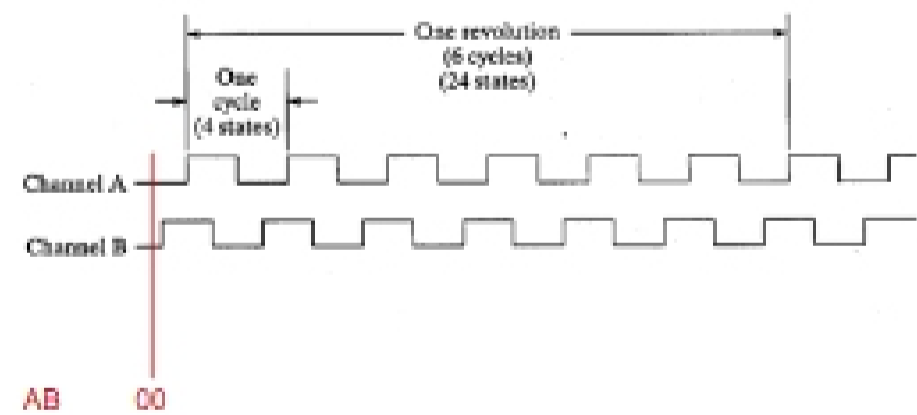 One revolution
(6 cycles)
(24 states)
One
cycle
(4 states)
Channel A
Channel B
AB 00